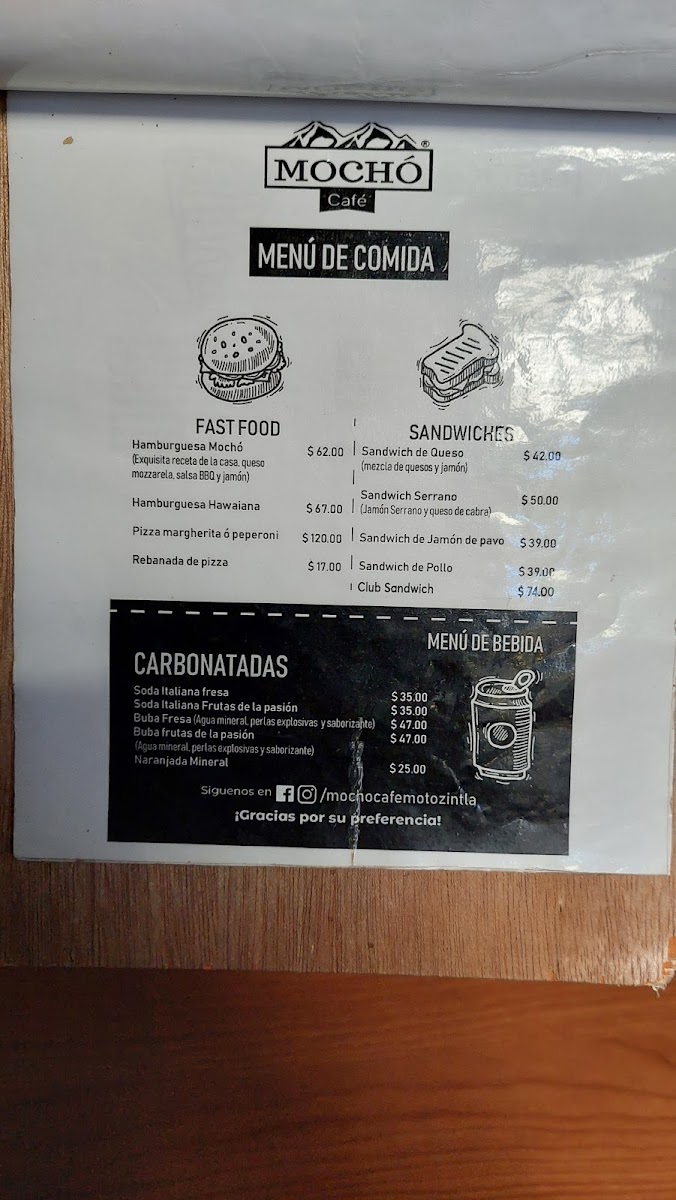 MOCHÓ®
Café
MENÚ DE COMIDA
FAST FOOD
Hamburguesa Mochó $ 62.00
(Exquisita receta de la casa, queso
mozzarela, salsa BBQ y jamón)
Hamburguesa Hawaiana $ 67.00
Pizza margherita ó peperoni $ 120.00
Rebanada de pizza $ 17.00
SANDWICHES
Sandwich de Queso $ 42.00
(mezcla de quesos y jamón)
Sandwich Serrano $ 50.00
(Jamón Serrano y queso de cabra)
Sandwich de Jamón de pavo $ 39.00
Sandwich de Pollo $ 39.00
Club Sandwich $ 74.00
MENÚ DE BEBIDA
CARBONATADAS
Soda Italiana fresa $ 35.00
Soda Italiana Frutas de la pasión $ 35.00
Buba Fresa (Agua mineral, perlas explosivas y saborizante) $ 47.00
Buba frutas de la pasión $ 47.00
(Agua mineral, perlas explosivas y saborizante)
Naranjada Mineral $ 25.00
Siguenos en /mochocafemotozintla
¡Gracias por su preferencia!